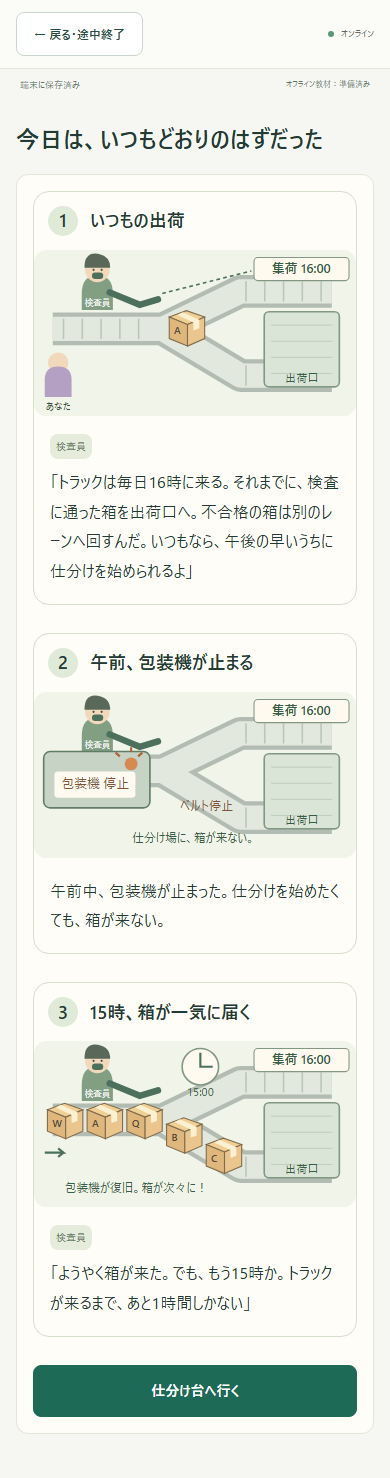 ← 戻る・途中終了
オンライン
端末に保存済み
オフライン教材：準備済み
今日は、いつもどおりのはずだった
1 いつもの出荷
集荷 16:00
検査員
A
出荷口
あなた
検査員
「トラックは毎日16時に来る。それまでに、検査
に通った箱を出荷口へ。不合格の箱は別のレ
ーンへ回すんだ。いつもなら、午後の早いうちに
仕分けを始められるよ」
2 午前、包装機が止まる
集荷 16:00
検査員
包装機 停止
ベルト停止
出荷口
仕分け場に、箱が来ない。
午前中、包装機が止まった。仕分けを始めたく
ても、箱が来ない。
3 15時、箱が一気に届く
集荷 16:00
検査員
15:00
W A Q B C
出荷口
包装機が復旧。箱が次々に！
検査員
「ようやく箱が来た。でも、もう15時か。トラック
が来るまで、あと1時間しかない」
仕分け台へ行く